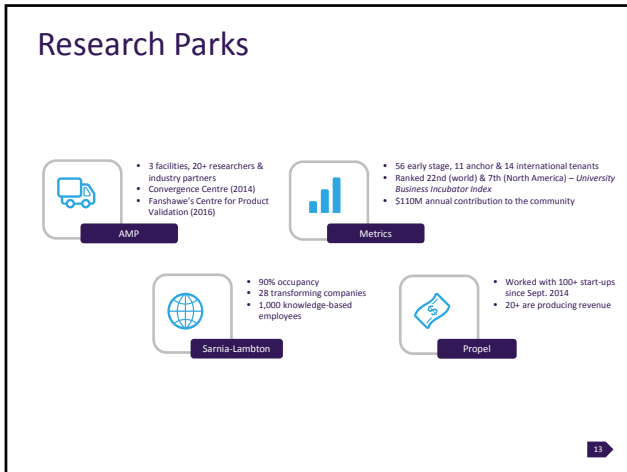 Research Parks
• 3 facilities, 20+ researchers &
industry partners
• Convergence Centre (2014)
• Fanshawe's Centre for Product
Validation (2016)
AMP
• 56 early stage, 11 anchor & 14 international tenants
• Ranked 22nd (world) & 7th (North America) – University
Business Incubator Index
• $110M annual contribution to the community
Metrics
• 90% occupancy
• 28 transforming companies
• 1,000 knowledge-based
employees
Sarnia-Lambton
• Worked with 100+ start-ups
since Sept. 2014
• 20+ are producing revenue
$
Propel
13